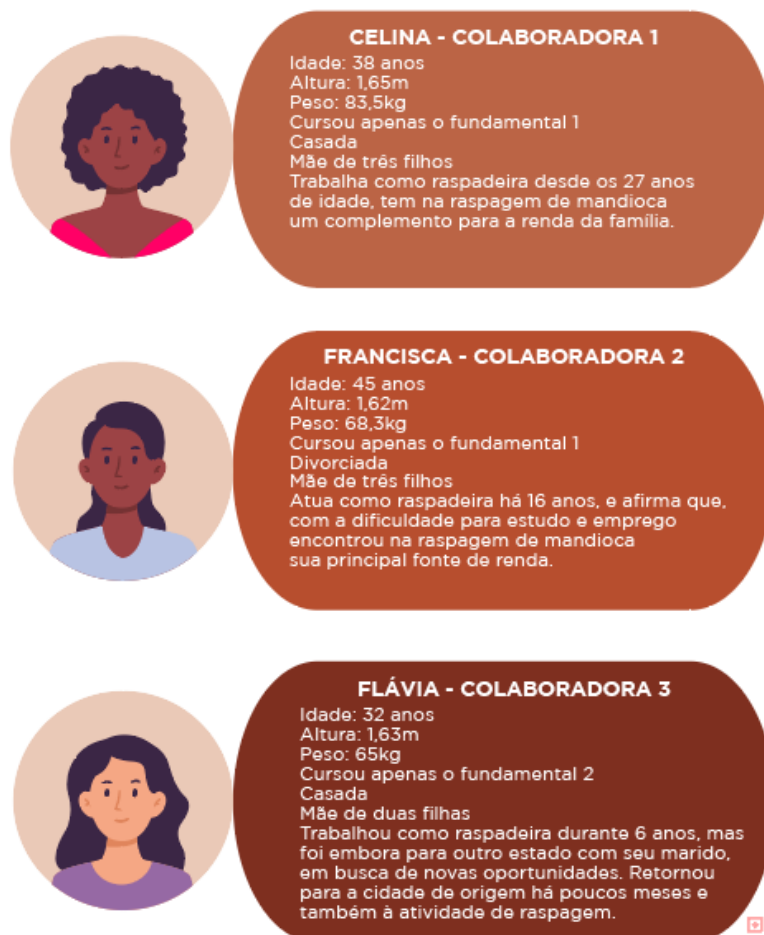 CELINA - COLABORADORA 1
Idade: 38 anos
Altura: 1,65m
Peso: 83,5kg
Cursou apenas o fundamental 1
Casada
Mãe de três filhos
Trabalha como raspadeira desde os 27 anos
de idade, tem na raspagem de mandioca
um complemento para a renda da família.
FRANCISCA - COLABORADORA 2
Idade: 45 anos
Altura: 1,62m
Peso: 68,3kg
Cursou apenas o fundamental 1
Divorciada
Mãe de três filhos
Atua como raspadeira há 16 anos, e afirma que,
com a dificuldade para estudo e emprego
encontrou na raspagem de mandioca
sua principal fonte de renda.
FLÁVIA - COLABORADORA 3
Idade: 32 anos
Altura: 1,63m
Peso: 65kg
Cursou apenas o fundamental 2
Casada
Mãe de duas filhas
Trabalhou como raspadeira durante 6 anos, mas
foi embora para outro estado com seu marido,
em busca de novas oportunidades. Retornou
para a cidade de origem há poucos meses e
também à atividade de raspagem.